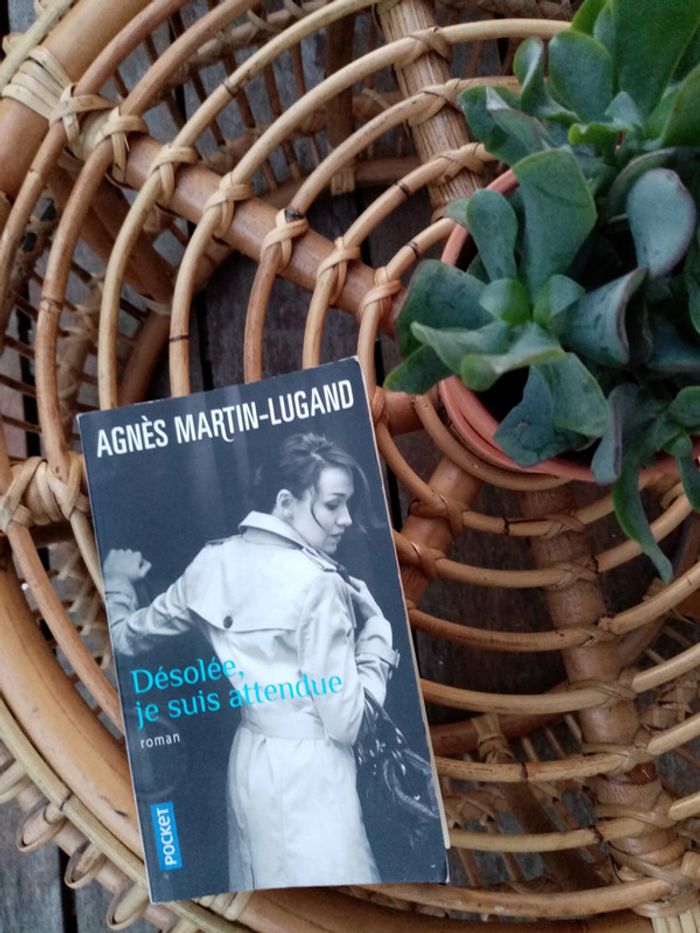 AGNÈS MARTIN-LUGAND
Désolée,
je suis attendue
roman
POCKET